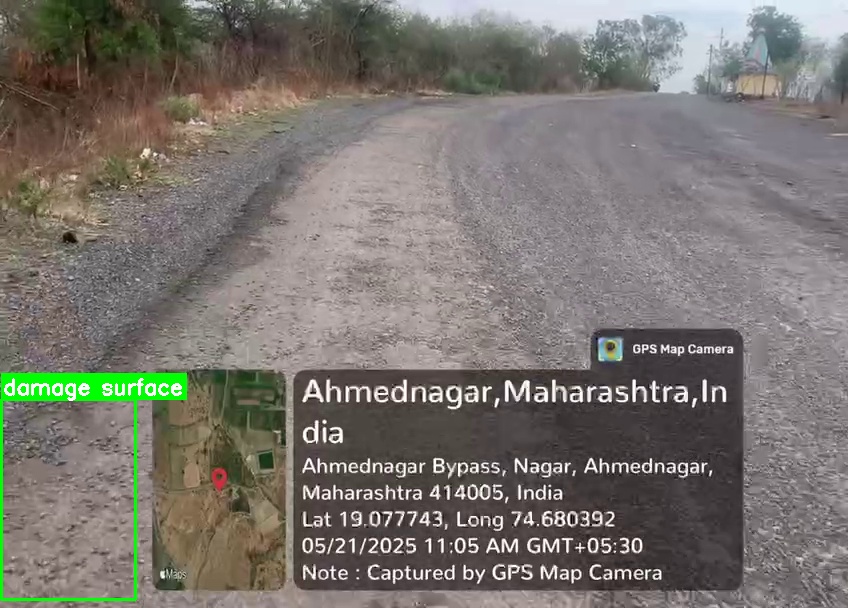 GPS Map Camera
damage surface
Ahmednagar,Maharashtra,In
dia
Ahmednagar Bypass, Nagar, Ahmednagar,
Maharashtra 414005, India
Lat 19.077743, Long 74.680392
05/21/2025 11:05 AM GMT+05:30
Note : Captured by GPS Map Camera
Maps